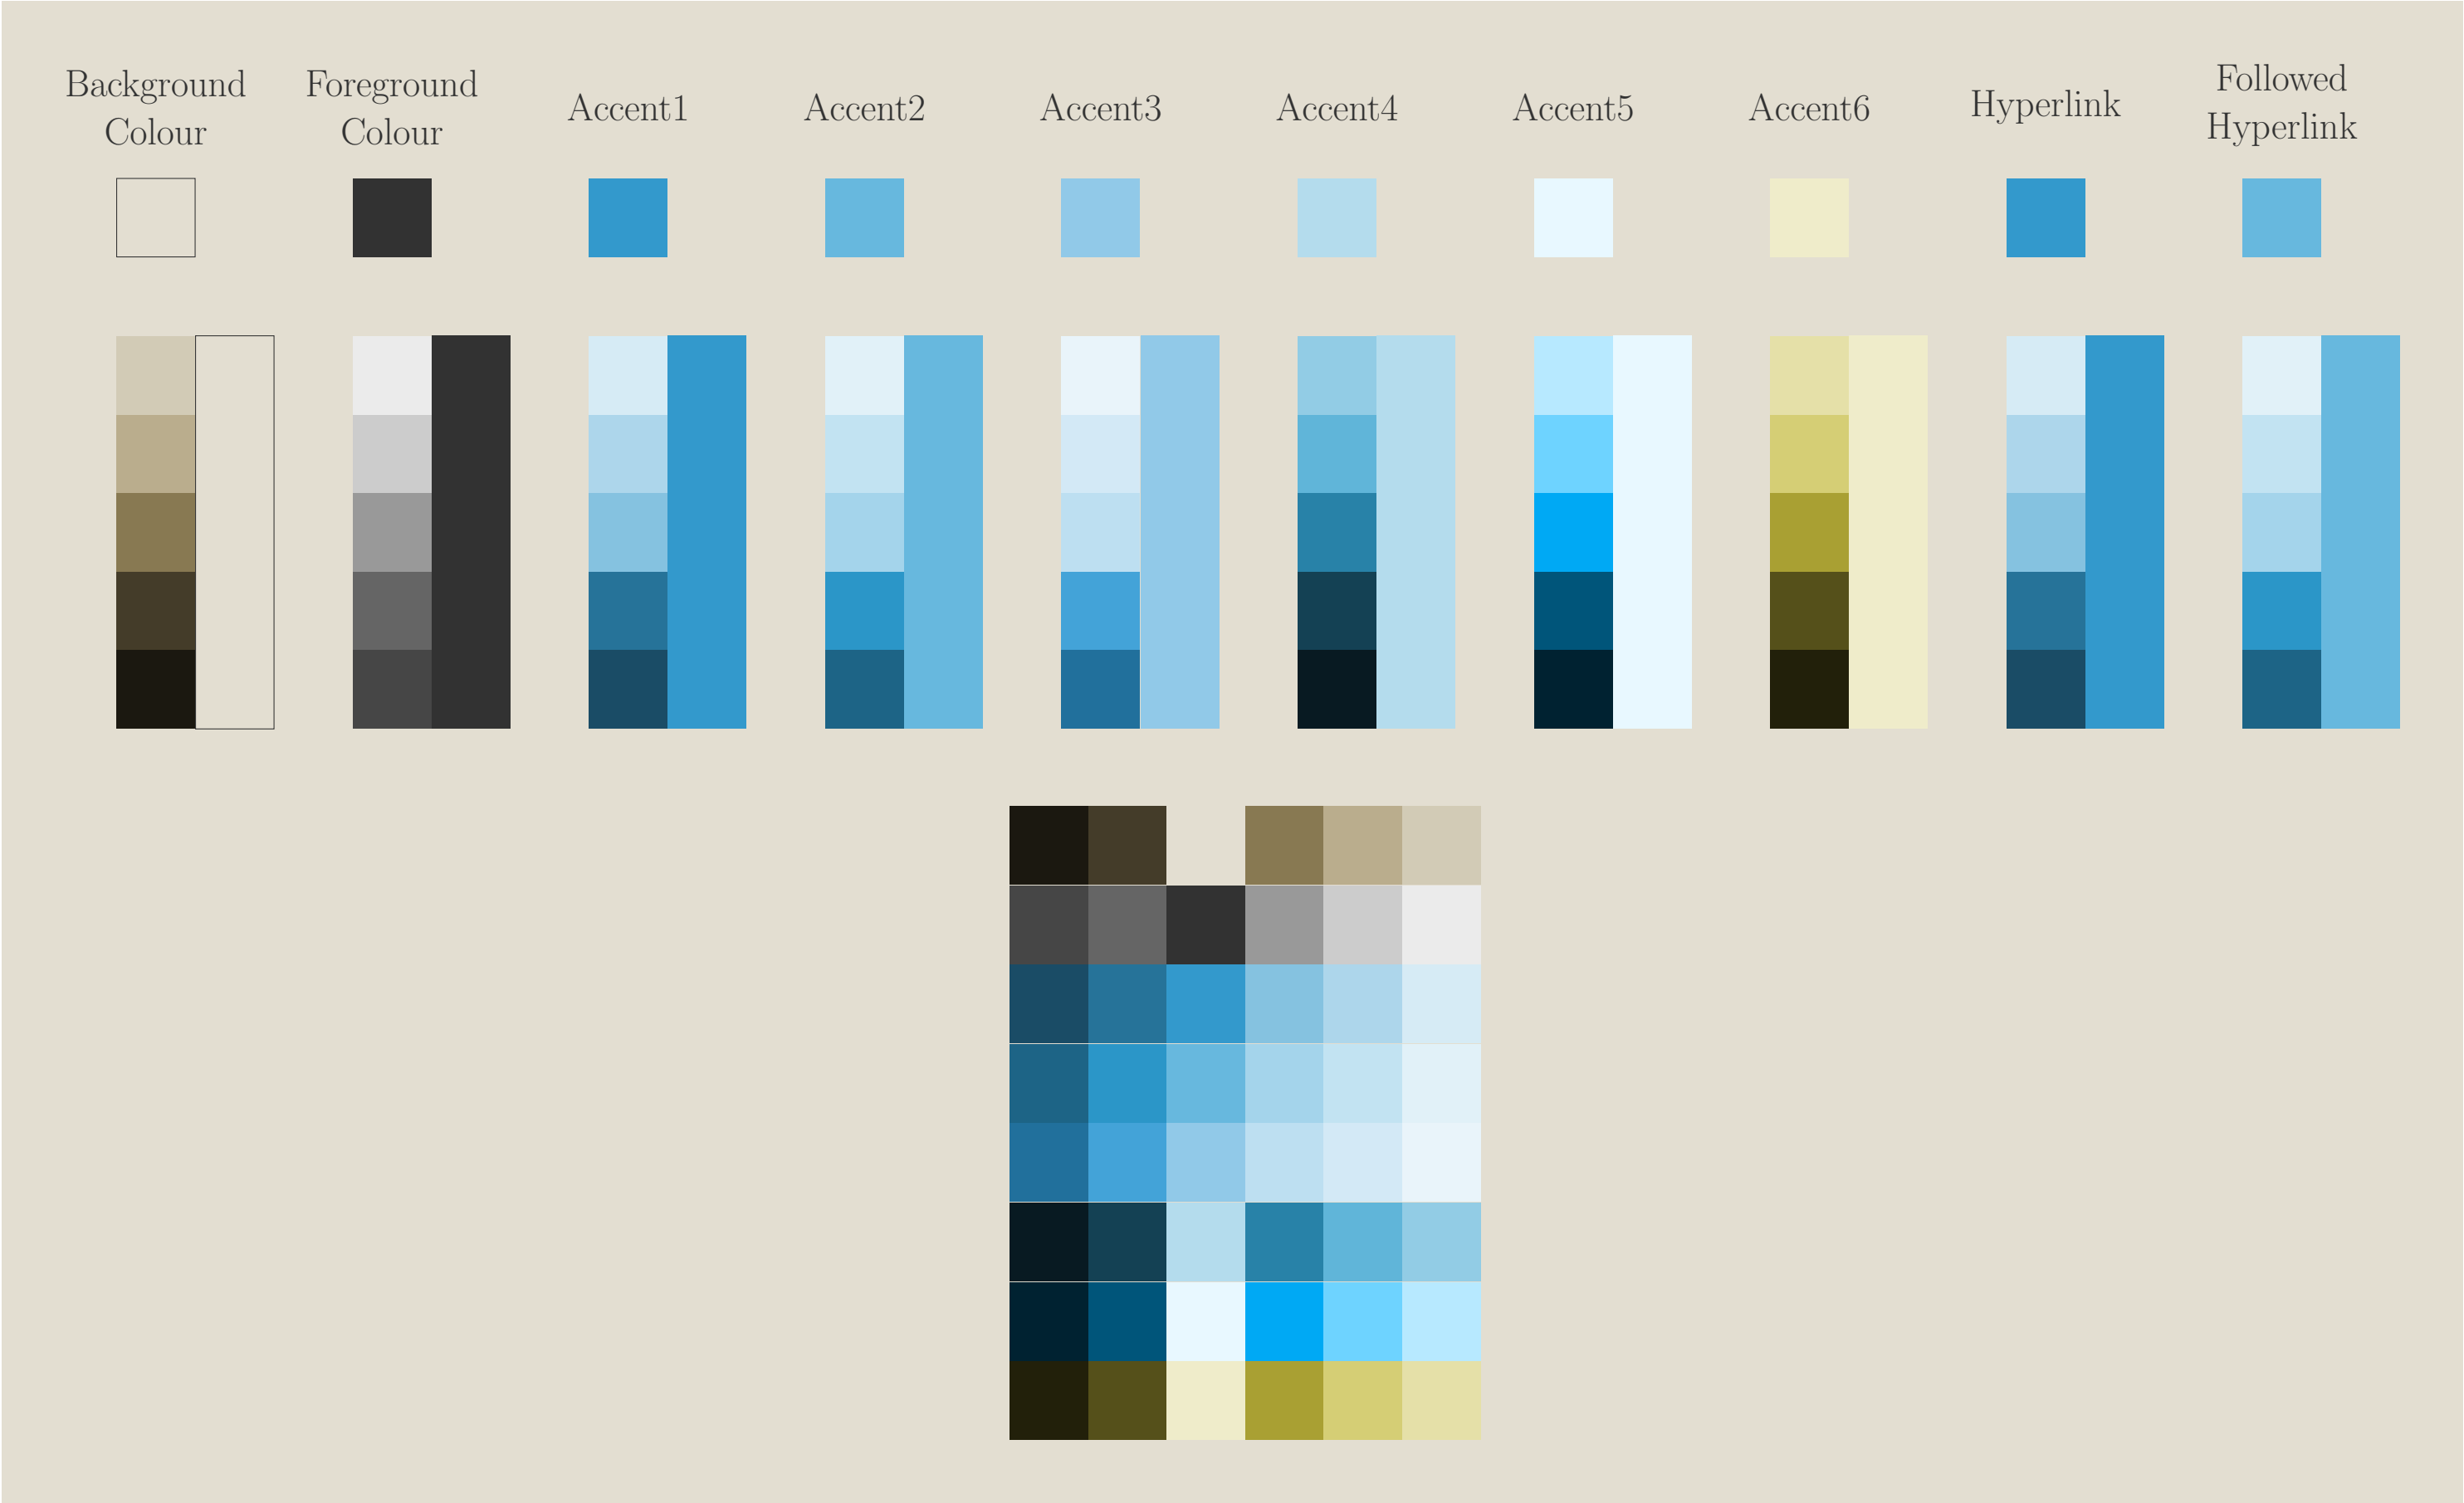 Background
Colour
Foreground
Colour
Accent1
Accent2
Accent3
Accent4
Accent5
Accent6
Hyperlink
Followed
Hyperlink